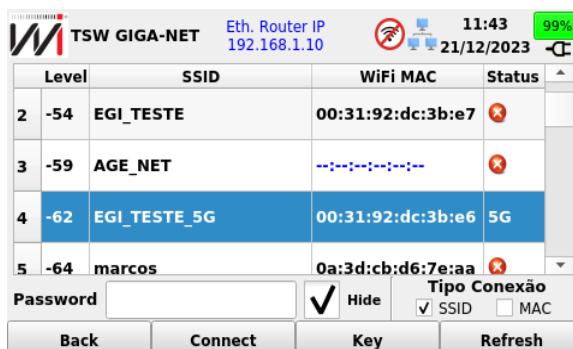 TSW GIGA-NET
Eth. Router IP
192.168.1.10
11:43
21/12/2023
99%
Level SSID WiFi MAC Status
2 -54 EGI_TESTE 00:31:92:dc:3b:e7
3 -59 AGE_NET --:--:--:--:--:--
4 -62 EGI_TESTE_5G 00:31:92:dc:3b:e6 5G
5 -64 marcos 0a:3d:cb:d6:7e:aa
Password
Hide
Tipo Conexão
SSID MAC
Back Connect Key Refresh